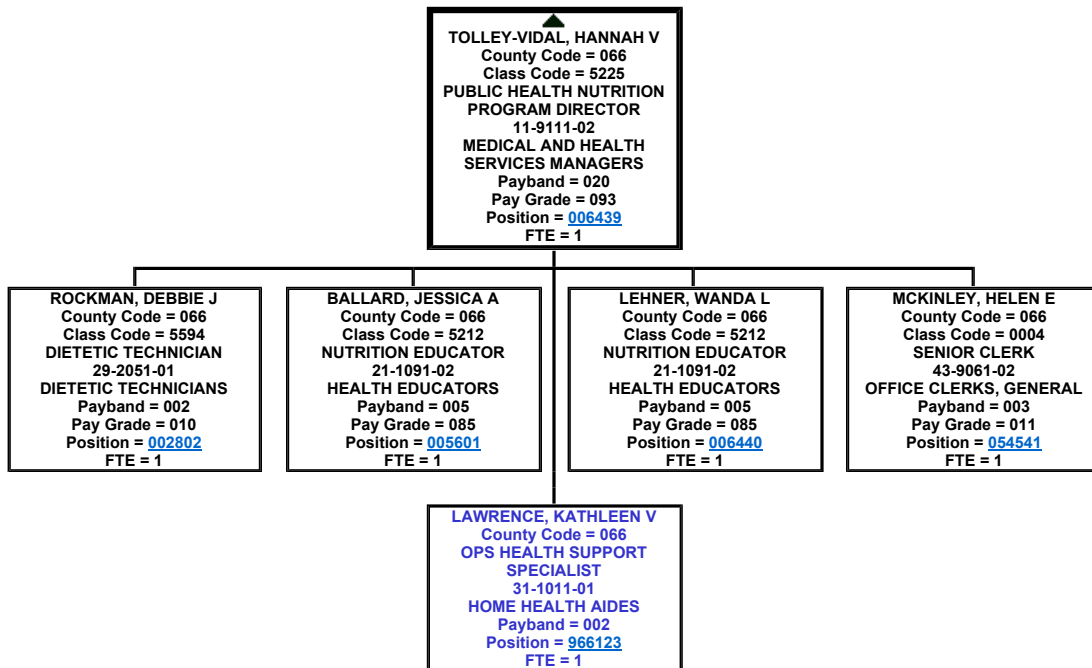 TOLLEY-VIDAL, HANNAH V
County Code = 066
Class Code = 5225
PUBLIC HEALTH NUTRITION
PROGRAM DIRECTOR
11-9111-02
MEDICAL AND HEALTH
SERVICES MANAGERS
Payband = 020
Pay Grade = 093
Position = 006439
FTE = 1
ROCKMAN, DEBBIE J
County Code = 066
Class Code = 5594
DIETETIC TECHNICIAN
29-2051-01
DIETETIC TECHNICIANS
Payband = 002
Pay Grade = 010
Position = 002802
FTE = 1
BALLARD, JESSICA A
County Code = 066
Class Code = 5212
NUTRITION EDUCATOR
21-1091-02
HEALTH EDUCATORS
Payband = 005
Pay Grade = 085
Position = 005601
FTE = 1
LEHNER, WANDA L
County Code = 066
Class Code = 5212
NUTRITION EDUCATOR
21-1091-02
HEALTH EDUCATORS
Payband = 005
Pay Grade = 085
Position = 006440
FTE = 1
MCKINLEY, HELEN E
County Code = 066
Class Code = 0004
SENIOR CLERK
43-9061-02
OFFICE CLERKS, GENERAL
Payband = 003
Pay Grade = 011
Position = 054541
FTE = 1
LAWRENCE, KATHLEEN V
County Code = 066
OPS HEALTH SUPPORT
SPECIALIST
31-1011-01
HOME HEALTH AIDES
Payband = 002
Position = 966123
FTE = 1